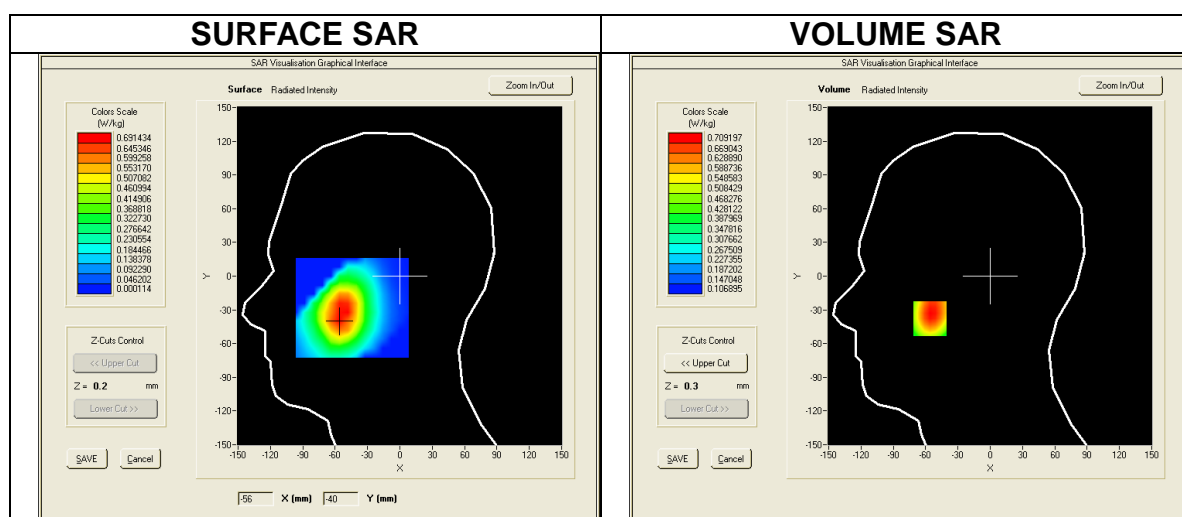 SURFACE SAR
SAR Visualisation Graphical Interface
Surface Radiated Intensity
Zoom In/Out
Colors Scale
(W/kg)
0.691434
0.645346
0.599258
0.553170
0.507082
0.460994
0.414906
0.368818
0.322730
0.276642
0.230554
0.184466
0.138378
0.092290
0.046202
0.000114
150
120
90
60
30
0
-30
-60
-90
-120
-150
Y
-150 -120 -90 -60 -30 0 30 60 90 120 150
X
Z-Cuts Control
<< Upper Cut
Z = 0.2 mm
Lower Cut >>
SAVE Cancel
-56 X (mm) -40 Y (mm)
VOLUME SAR
SAR Visualisation Graphical Interface
Volume Radiated Intensity
Zoom In/Out
Colors Scale
(W/kg)
0.709197
0.669043
0.628890
0.588736
0.548583
0.508429
0.468276
0.428122
0.387969
0.347816
0.307662
0.267509
0.227355
0.187202
0.147048
0.106895
150
120
90
60
30
0
-30
-60
-90
-120
-150
Y
-150 -120 -90 -60 -30 0 30 60 90 120 150
X
Z-Cuts Control
<< Upper Cut
Z = 0.3 mm
Lower Cut >>
SAVE Cancel